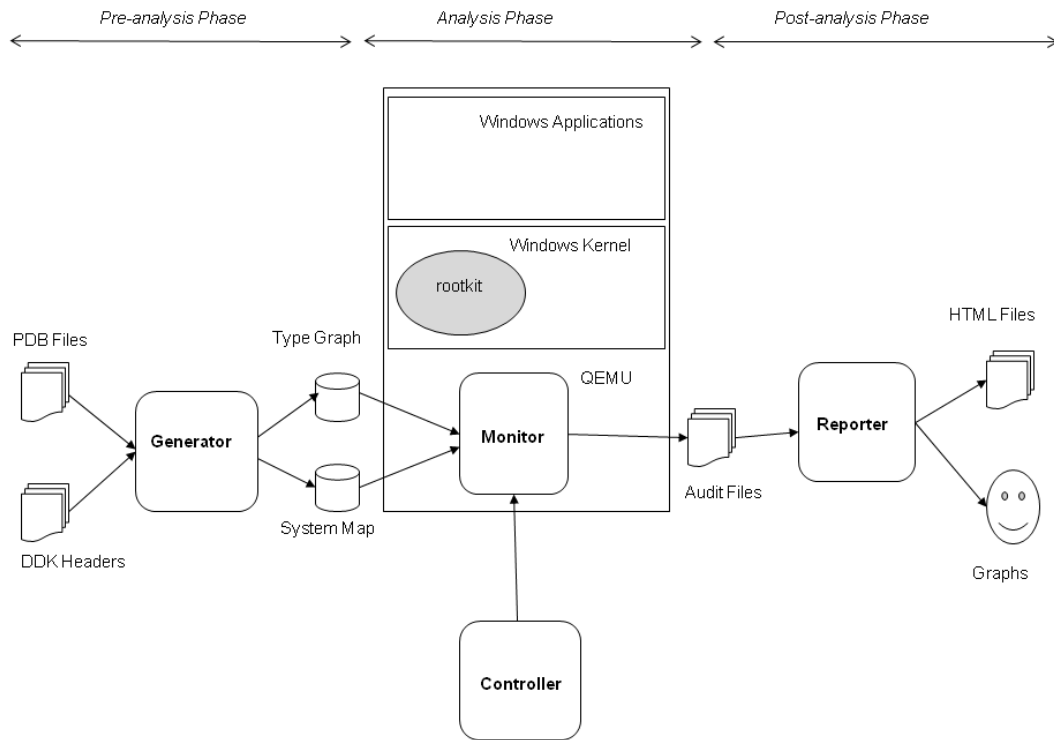 Pre-analysis Phase
Analysis Phase
Post-analysis Phase
Windows Applications
Windows Kernel
rootkit
PDB Files
Type Graph
HTML Files
QEMU
Generator
Monitor
Reporter
Audit Files
System Map
DDK Headers
Graphs
Controller